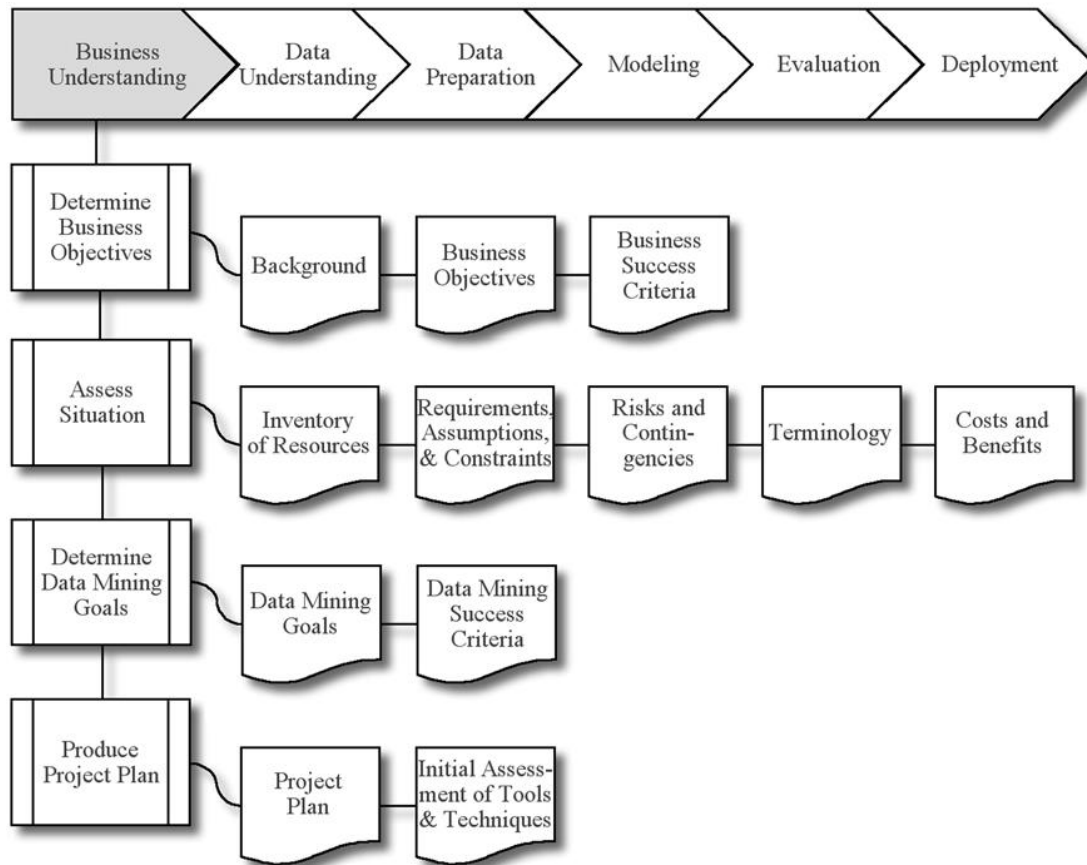 Business
Understanding
Data
Understanding
Data
Preparation
Modeling
Evaluation
Deployment
Determine
Business
Objectives
Background
Business
Objectives
Business
Success
Criteria
Assess
Situation
Inventory
of Resources
Requirements,
Assumptions,
& Constraints
Risks and
Contin-
gencies
Terminology
Costs and
Benefits
Determine
Data Mining
Goals
Data Mining
Goals
Data Mining
Success
Criteria
Produce
Project Plan
Project
Plan
Initial Assess-
ment of Tools
& Techniques